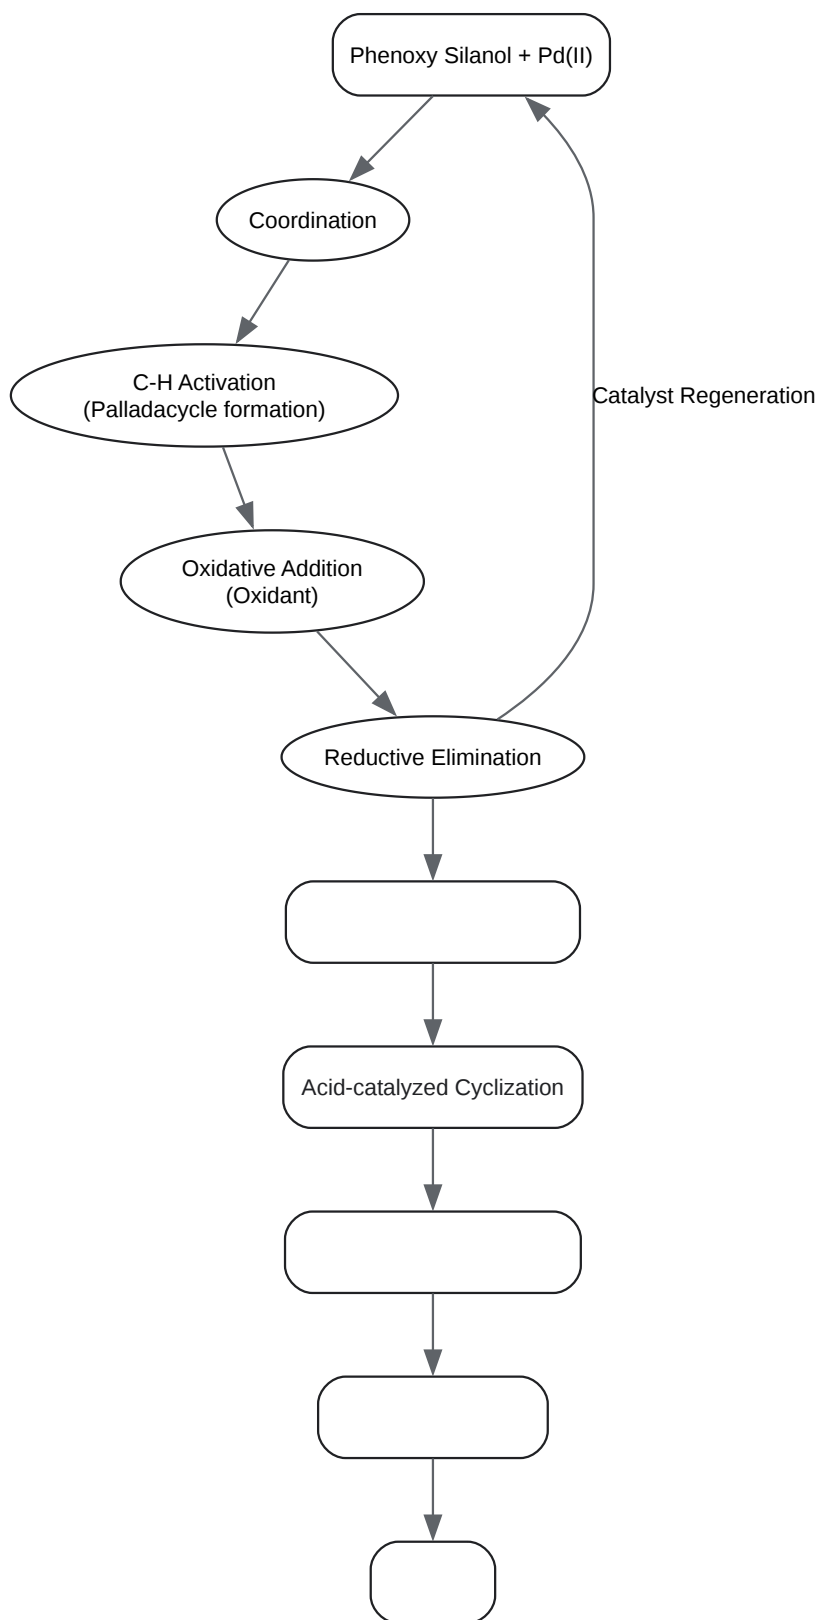 Phenoxy Silanol + Pd(II)
Coordination
C-H Activation
(Palladacycle formation)
Catalyst Regeneration
Oxidative Addition
(Oxidant)
Reductive Elimination
Acid-catalyzed Cyclization